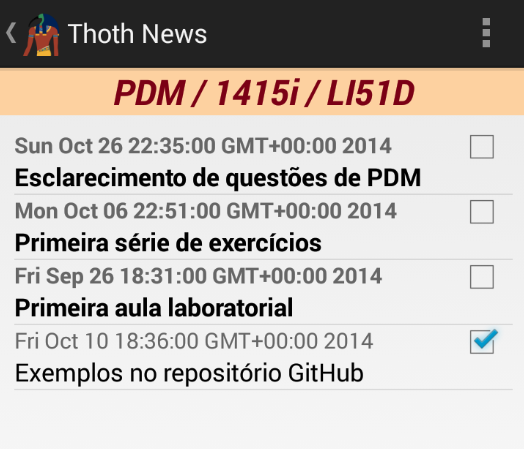 Thoth News
PDM / 1415i / LI51D
Sun Oct 26 22:35:00 GMT+00:00 2014
Esclarecimento de questões de PDM
Mon Oct 06 22:51:00 GMT+00:00 2014
Primeira série de exercícios
Fri Sep 26 18:31:00 GMT+00:00 2014
Primeira aula laboratorial
Fri Oct 10 18:36:00 GMT+00:00 2014
Exemplos no repositório GitHub